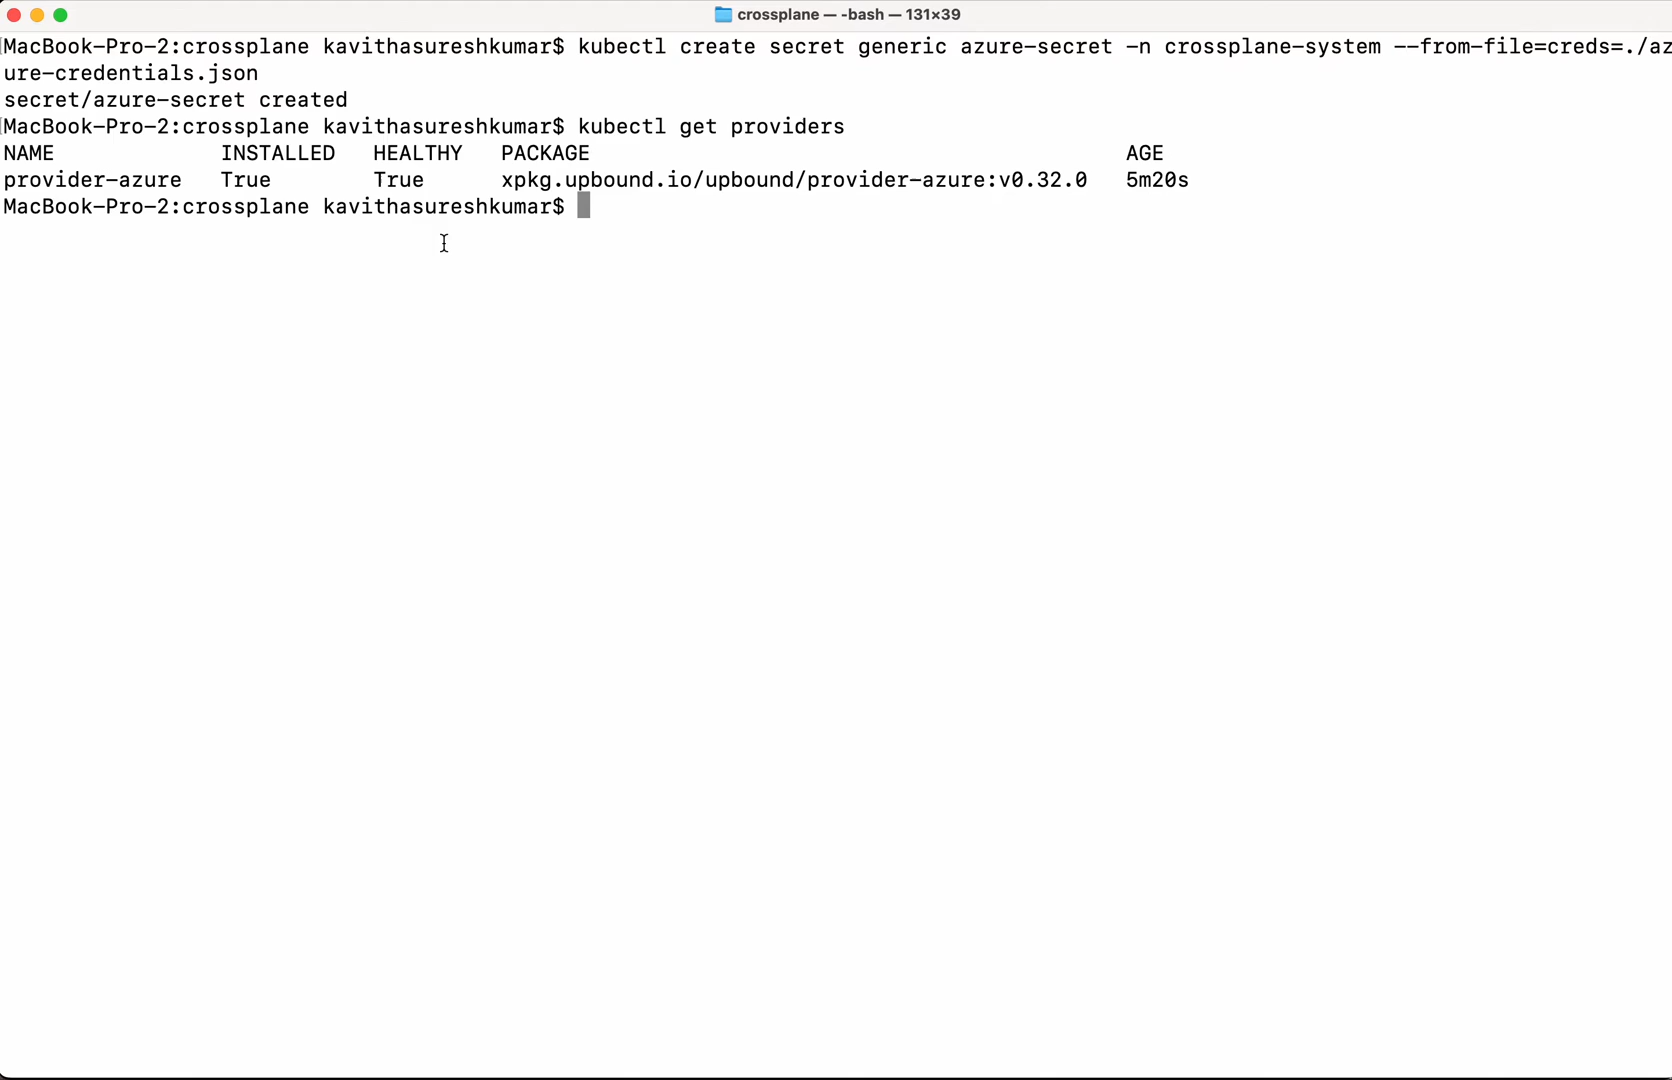 crossplane — -bash — 131×39
MacBook-Pro-2:crossplane kavithasureshkumar$ kubectl create secret generic azure-secret -n crossplane-system --from-file=creds=./az
ure-credentials.json
secret/azure-secret created
MacBook-Pro-2:crossplane kavithasureshkumar$ kubectl get providers
NAME             INSTALLED   HEALTHY   PACKAGE                                          AGE
provider-azure   True        True      xpkg.upbound.io/upbound/provider-azure:v0.32.0   5m20s
MacBook-Pro-2:crossplane kavithasureshkumar$